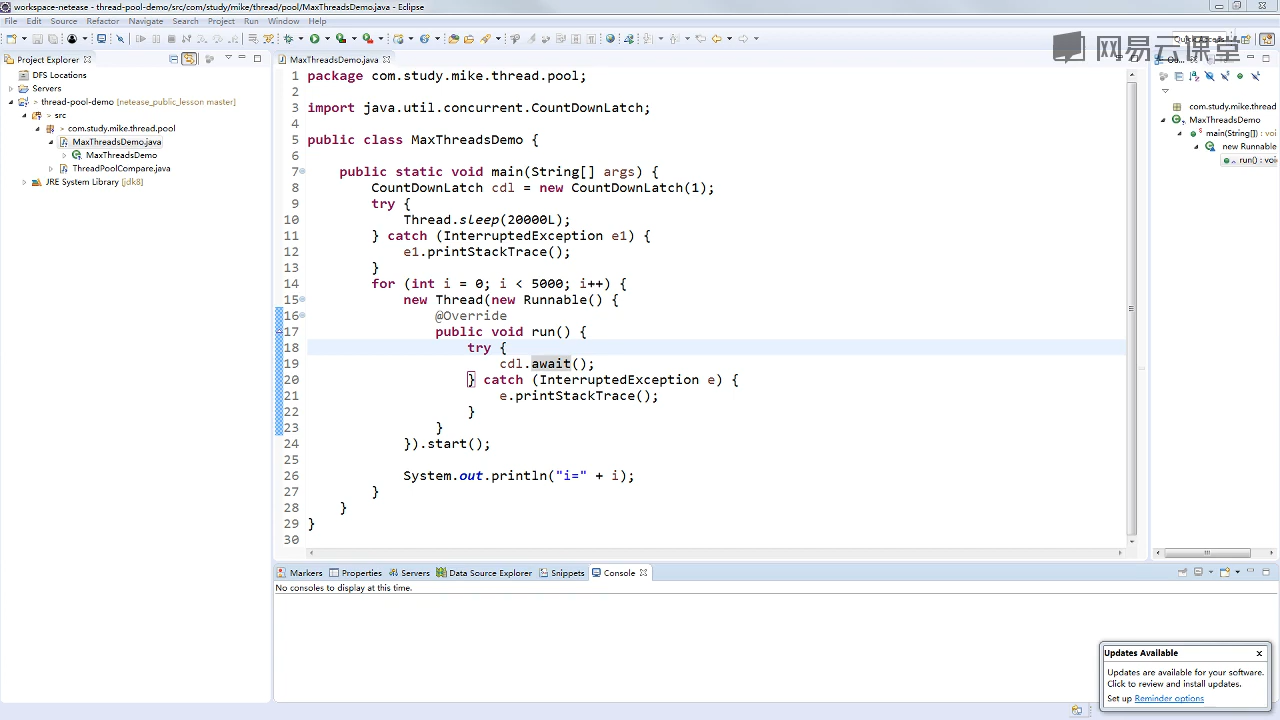 workspace-netease - thread-pool-demo/src/com/study/mike/thread/pool/MaxThreadsDemo.java - Eclipse
File Edit Source Refactor Navigate Search Project Run Window Help
网易云课堂
Project Explorer
MaxThreadsDemo.java
DFS Locations
Servers
thread-pool-demo [netease_public_lesson master]
src
com.study.mike.thread.pool
MaxThreadsDemo.java
MaxThreadsDemo
ThreadPoolCompare.java
JRE System Library [jdk8]
1 package com.study.mike.thread.pool;
2
3 import java.util.concurrent.CountDownLatch;
4
5 public class MaxThreadsDemo {
6
7 public static void main(String[] args) {
8 CountDownLatch cdl = new CountDownLatch(1);
9 try {
10 Thread.sleep(20000L);
11 } catch (InterruptedException e1) {
12 e1.printStackTrace();
13 }
14 for (int i = 0; i < 5000; i++) {
15 new Thread(new Runnable() {
16 @Override
17 public void run() {
18 try {
19 cdl.await();
20 } catch (InterruptedException e) {
21 e.printStackTrace();
22 }
23 }
24 }).start();
25
26 System.out.println("i=" + i);
27 }
28 }
29 }
30
com.study.mike.thread
MaxThreadsDemo
main(String[]) : voi
new Runnable
run() : voi
Markers Properties Servers Data Source Explorer Snippets Console
No consoles to display at this time.
Updates Available
Updates are available for your software.
Click to review and install updates.
Set up Reminder options